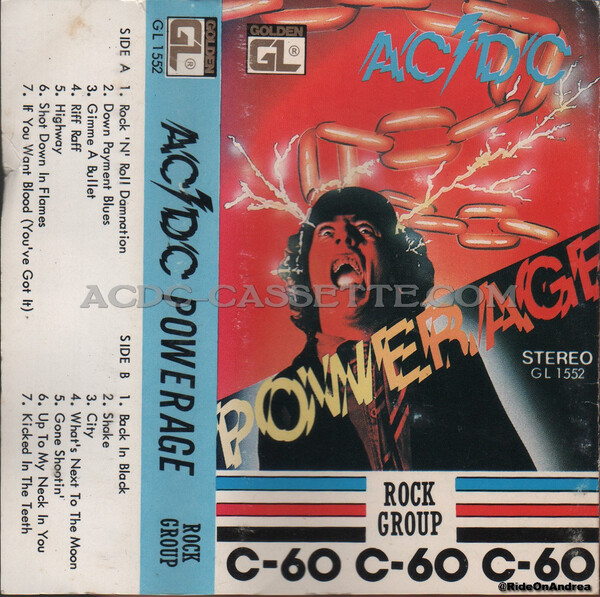 SIDE A
1. Rock 'N' Roll Damnation
2. Down Payment Blues
3. Gimme A Bullet
4. Riff Raff
5. Highway
6. Shot Down In Flames
7. If You Want Blood (You've Got It).
SIDE B
1. Back In Black
2. Shake
3. City
4. What's Next To The Moon
5. Gone Shootin'
6. Up To My Neck In You
7. Kicked In The Teeth
GOLDEN
GL®
GL 1552
AC/DC POWERAGE
ROCK
GROUP
GOLDEN
GL®
AC/DC
POWERAGE
STEREO
GL 1552
ROCK
GROUP
C-60 C-60 C-60
ACDC-CASSETTE.COM
@RideOnAndrea